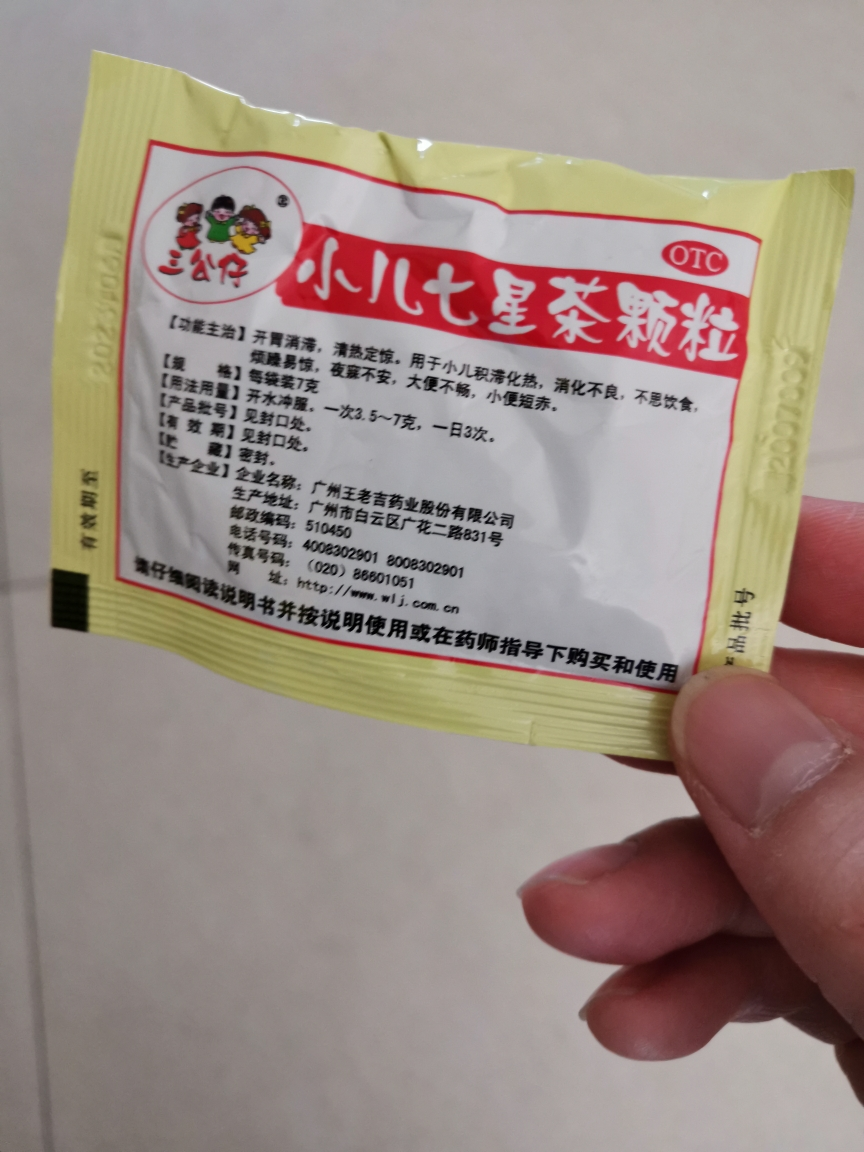 三公仔
OTC
小儿七星茶颗粒
【功能主治】开胃消滞,清热定惊。用于小儿积滞化热,消化不良,不思饮食,
烦躁易惊,夜寐不安,大便不畅,小便短赤。
【规 格】每袋装7克
【用法用量】开水冲服。一次3.5~7克,一日3次。
【产品批号】见封口处。
【有 效 期】见封口处。
【贮 藏】密封。
【生产企业】企业名称:广州王老吉药业股份有限公司
生产地址:广州市白云区广花二路831号
邮政编码:510450
电话号码:4008302901 8008302901
传真号码:(020)86601051
网 址:http://www.wlj.com.cn
请仔细阅读说明书并按说明使用或在药师指导下购买和使用
有效期至
品批号